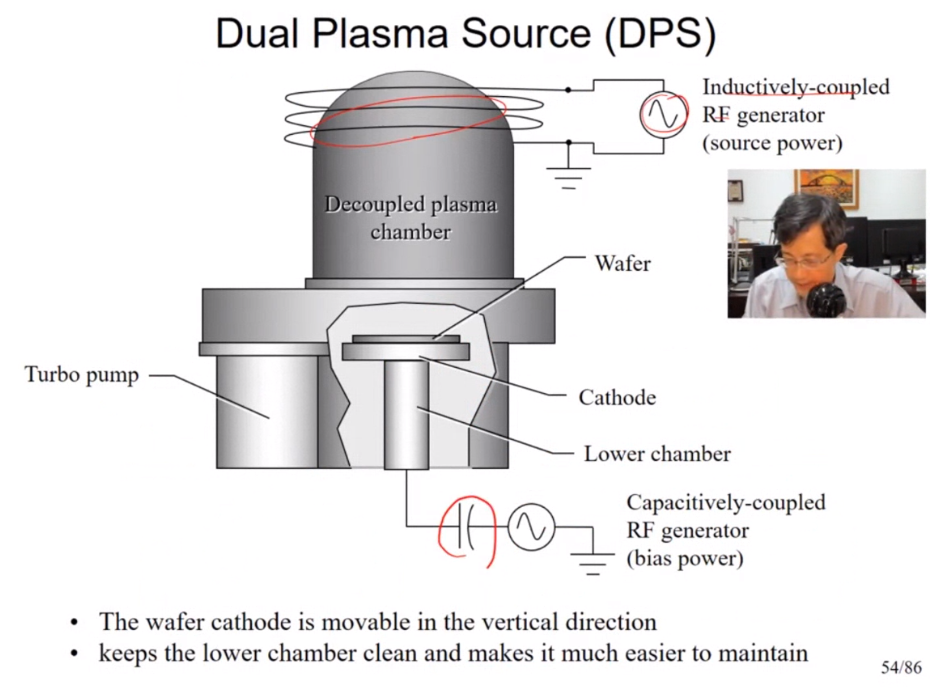 Dual Plasma Source (DPS)
Inductively-coupled
RF generator
(source power)
Decoupled plasma
chamber
Wafer
Turbo pump
Cathode
Lower chamber
Capacitively-coupled
RF generator
(bias power)
• The wafer cathode is movable in the vertical direction
• keeps the lower chamber clean and makes it much easier to maintain
54/86